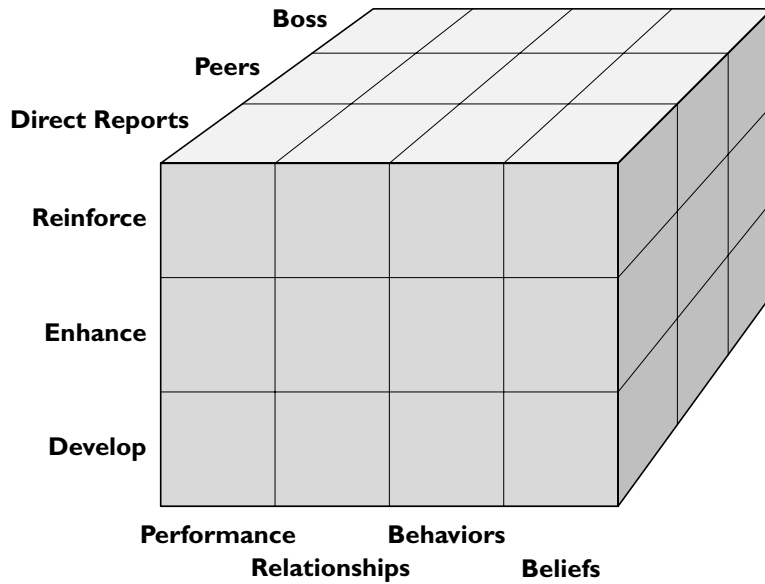 Boss
Peers
Direct Reports
Reinforce
Enhance
Develop
Performance
Behaviors
Relationships
Beliefs